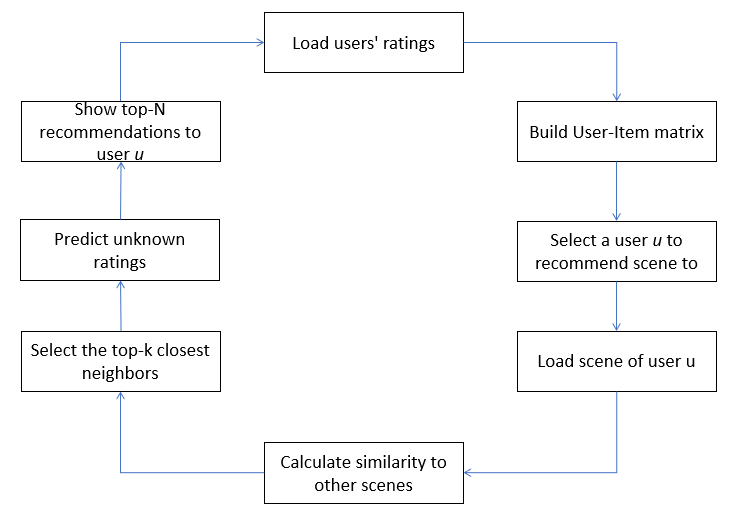 Load users' ratings
Build User-Item matrix
Select a user u to
recommend scene to
Load scene of user u
Calculate similarity to
other scenes
Select the top-k closest
neighbors
Predict unknown
ratings
Show top-N
recommendations to
user u